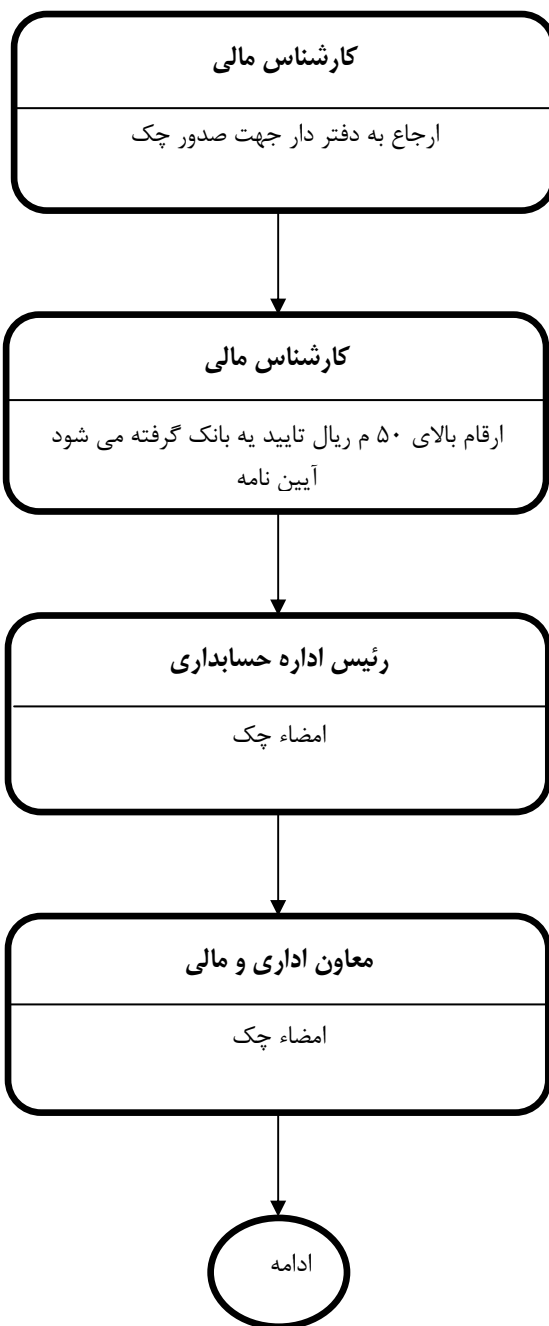 کارشناس مالی
ارجاع به دفتر دار جهت صدور چک
کارشناس مالی
ارقام بالای ۵۰ م ریال تایید یه بانک گرفته می شود
آیین نامه
رئیس اداره حسابداری
امضاء چک
معاون اداری و مالی
امضاء چک
ادامه